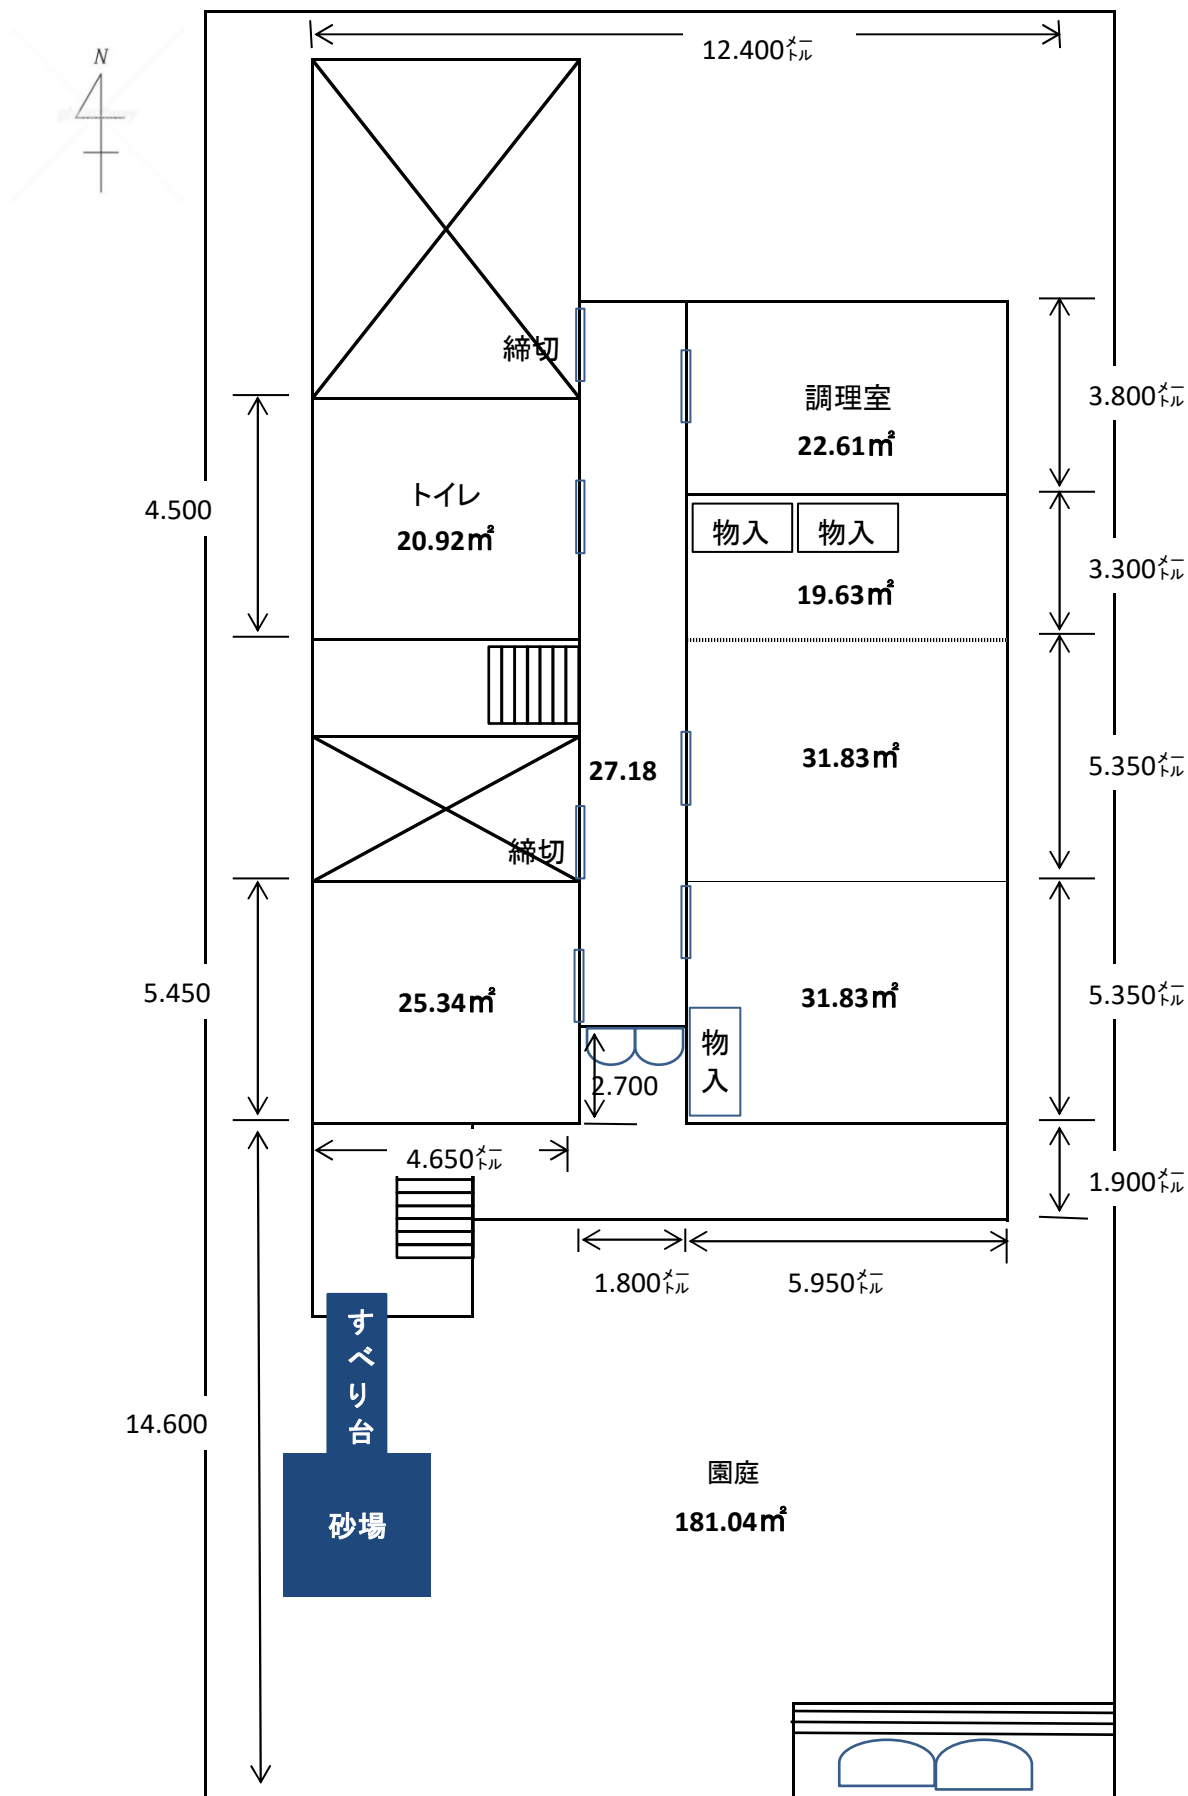 N
12.400メートル
締切
調理室
22.61㎡
3.800メートル
4.500
トイレ
20.92㎡
物入
物入
19.63㎡
3.300メートル
27.18
31.83㎡
5.350メートル
締切
5.450
25.34㎡
31.83㎡
5.350メートル
物入
2.700
4.650メートル
1.900メートル
1.800メートル
5.950メートル
すべり台
14.600
園庭
181.04㎡
砂場